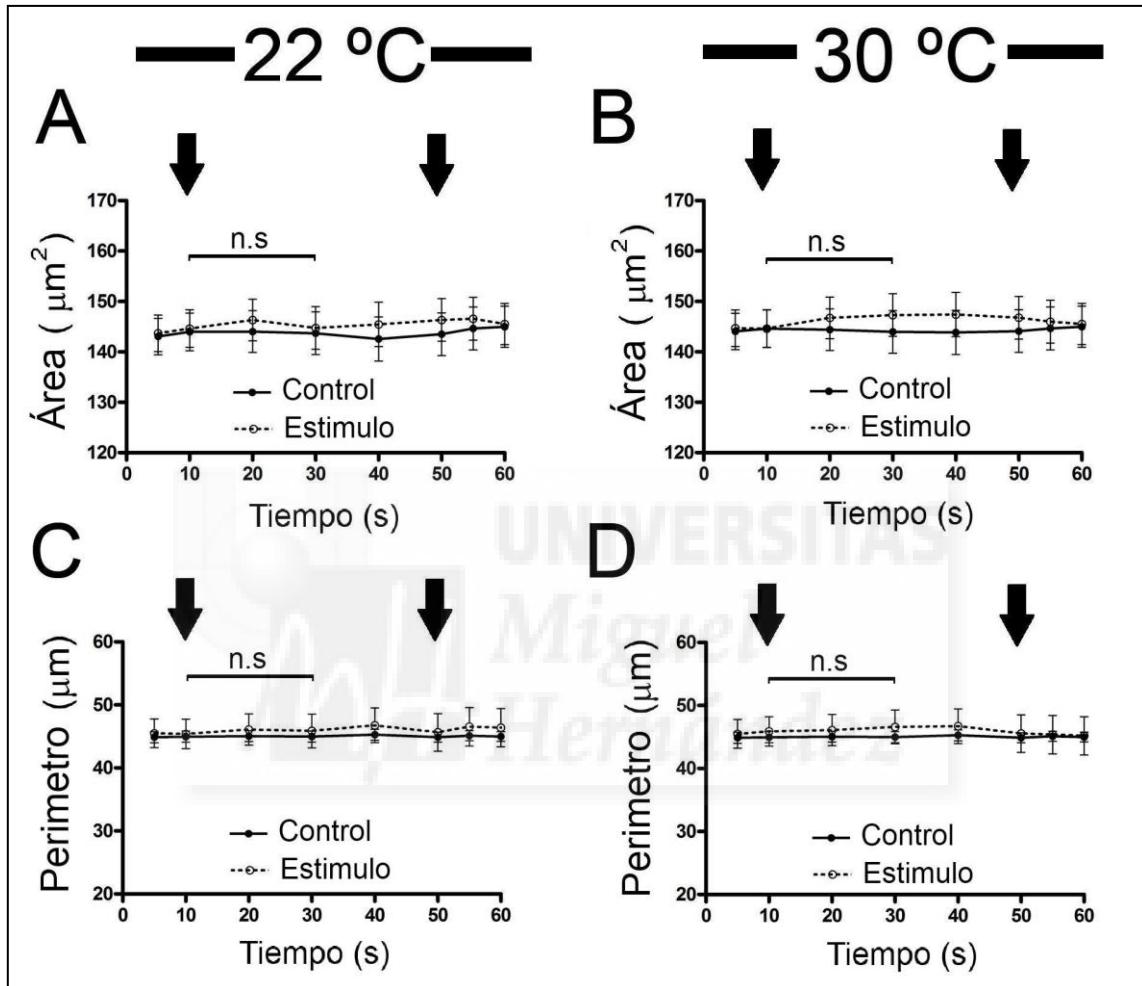 22 ºC
30 ºC
A
B
170
160
150
140
130
120
Área ( μm²)
n.s
Control
Estimulo
0 10 20 30 40 50 60
Tiempo (s)
170
160
150
140
130
120
Área ( μm²)
n.s
Control
Estimulo
0 10 20 30 40 50 60
Tiempo (s)
UNIVERSITAS
Miguel
Hernández
C
D
60
50
40
30
20
Perimetro (μm)
n.s
Control
Estimulo
0 10 20 30 40 50 60
Tiempo (s)
60
50
40
30
20
Perimetro (μm)
n.s
Control
Estimulo
0 10 20 30 40 50 60
Tiempo (s)